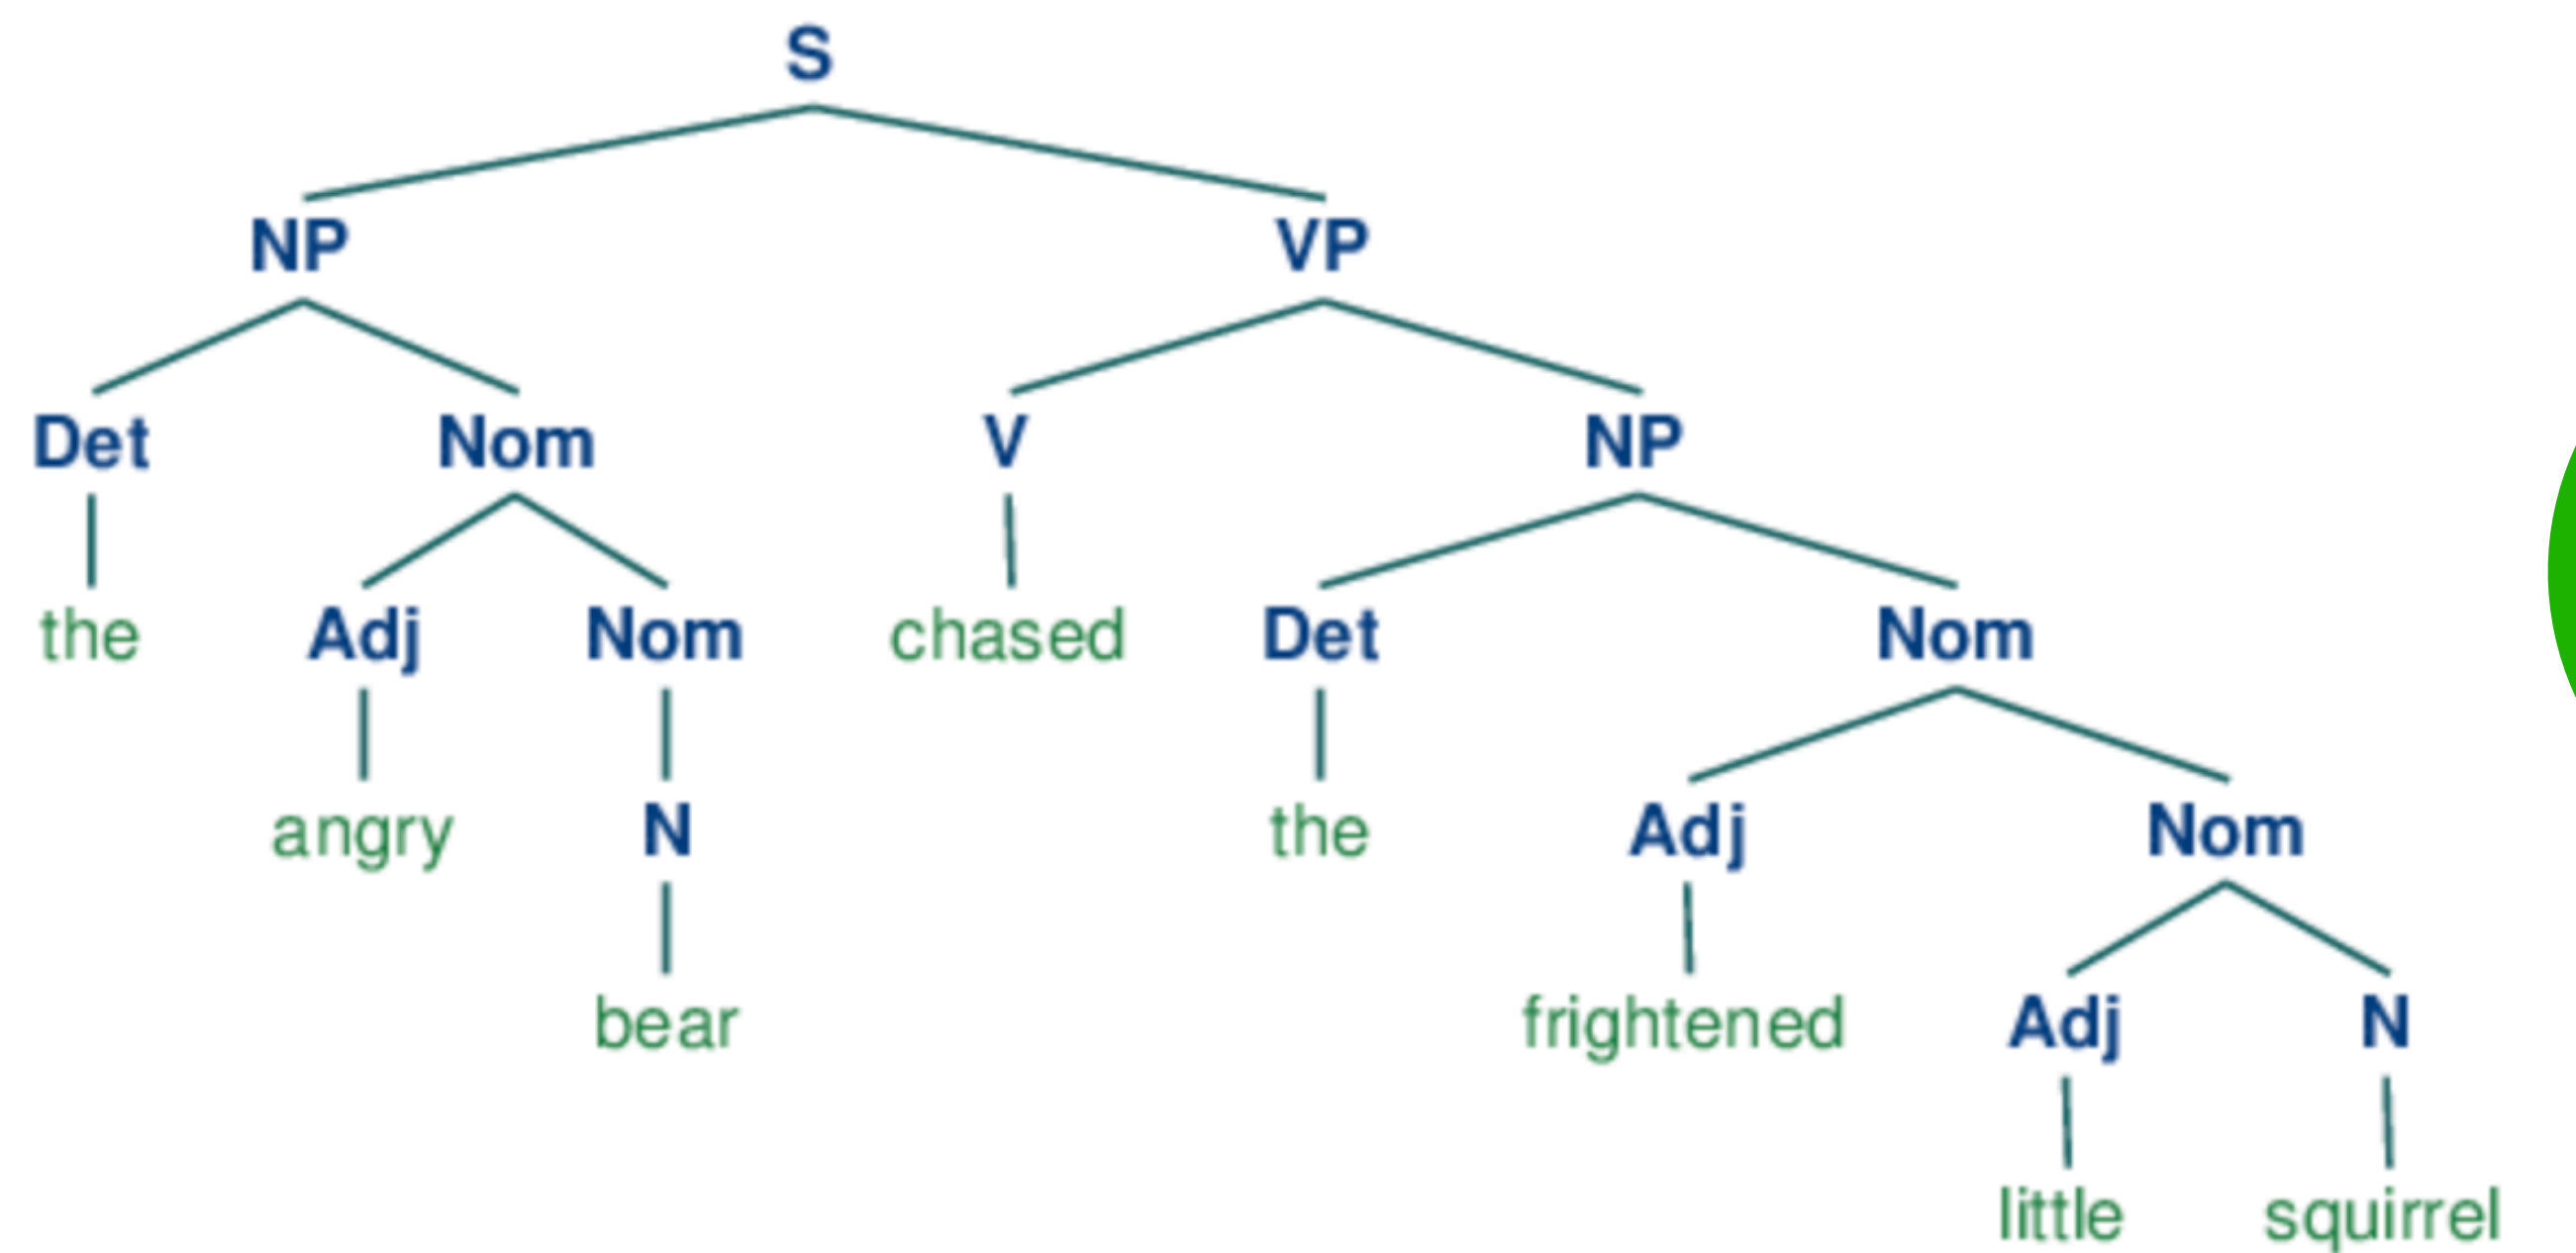 S
NP VP
Det Nom V NP
the Adj Nom chased Det Nom
angry N the Adj Nom
bear frightened Adj N
little squirrel